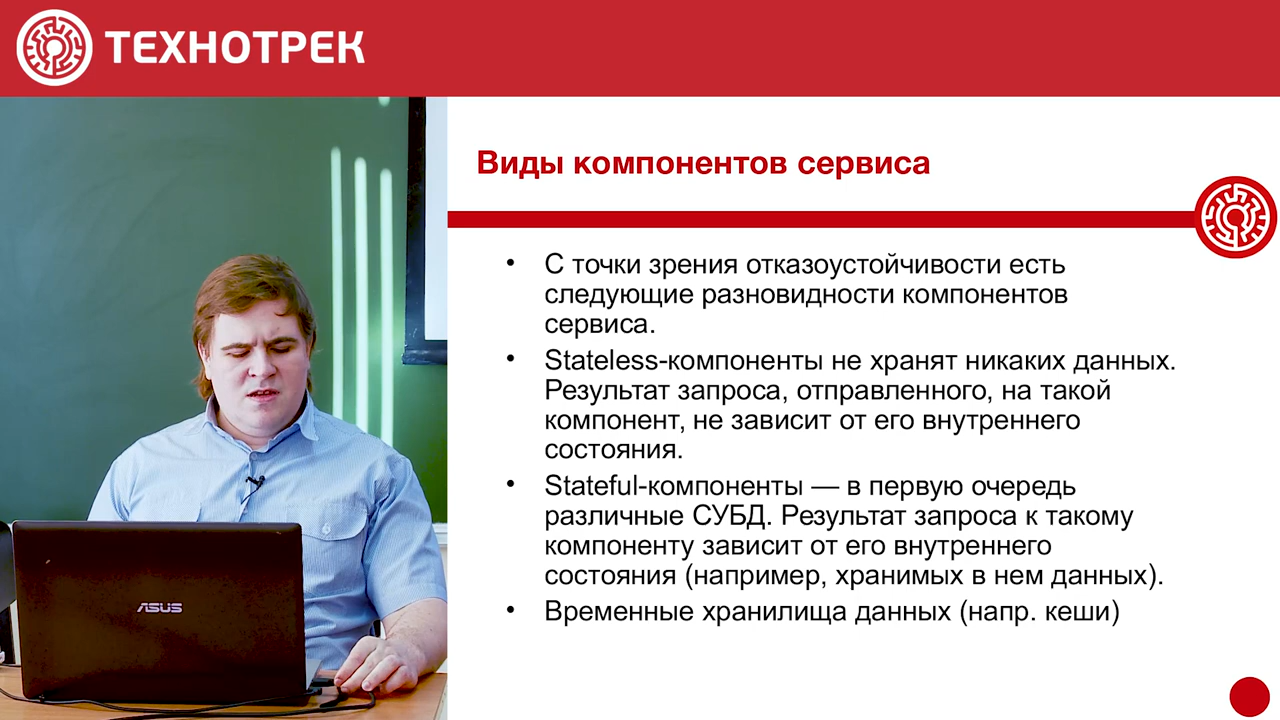 ТЕХНОТРЕК
Виды компонентов сервиса
• С точки зрения отказоустойчивости есть
следующие разновидности компонентов
сервиса.
• Stateless-компоненты не хранят никаких данных.
Результат запроса, отправленного, на такой
компонент, не зависит от его внутреннего
состояния.
• Stateful-компоненты — в первую очередь
различные СУБД. Результат запроса к такому
компоненту зависит от его внутреннего
состояния (например, хранимых в нем данных).
• Временные хранилища данных (напр. кеши)
ASUS